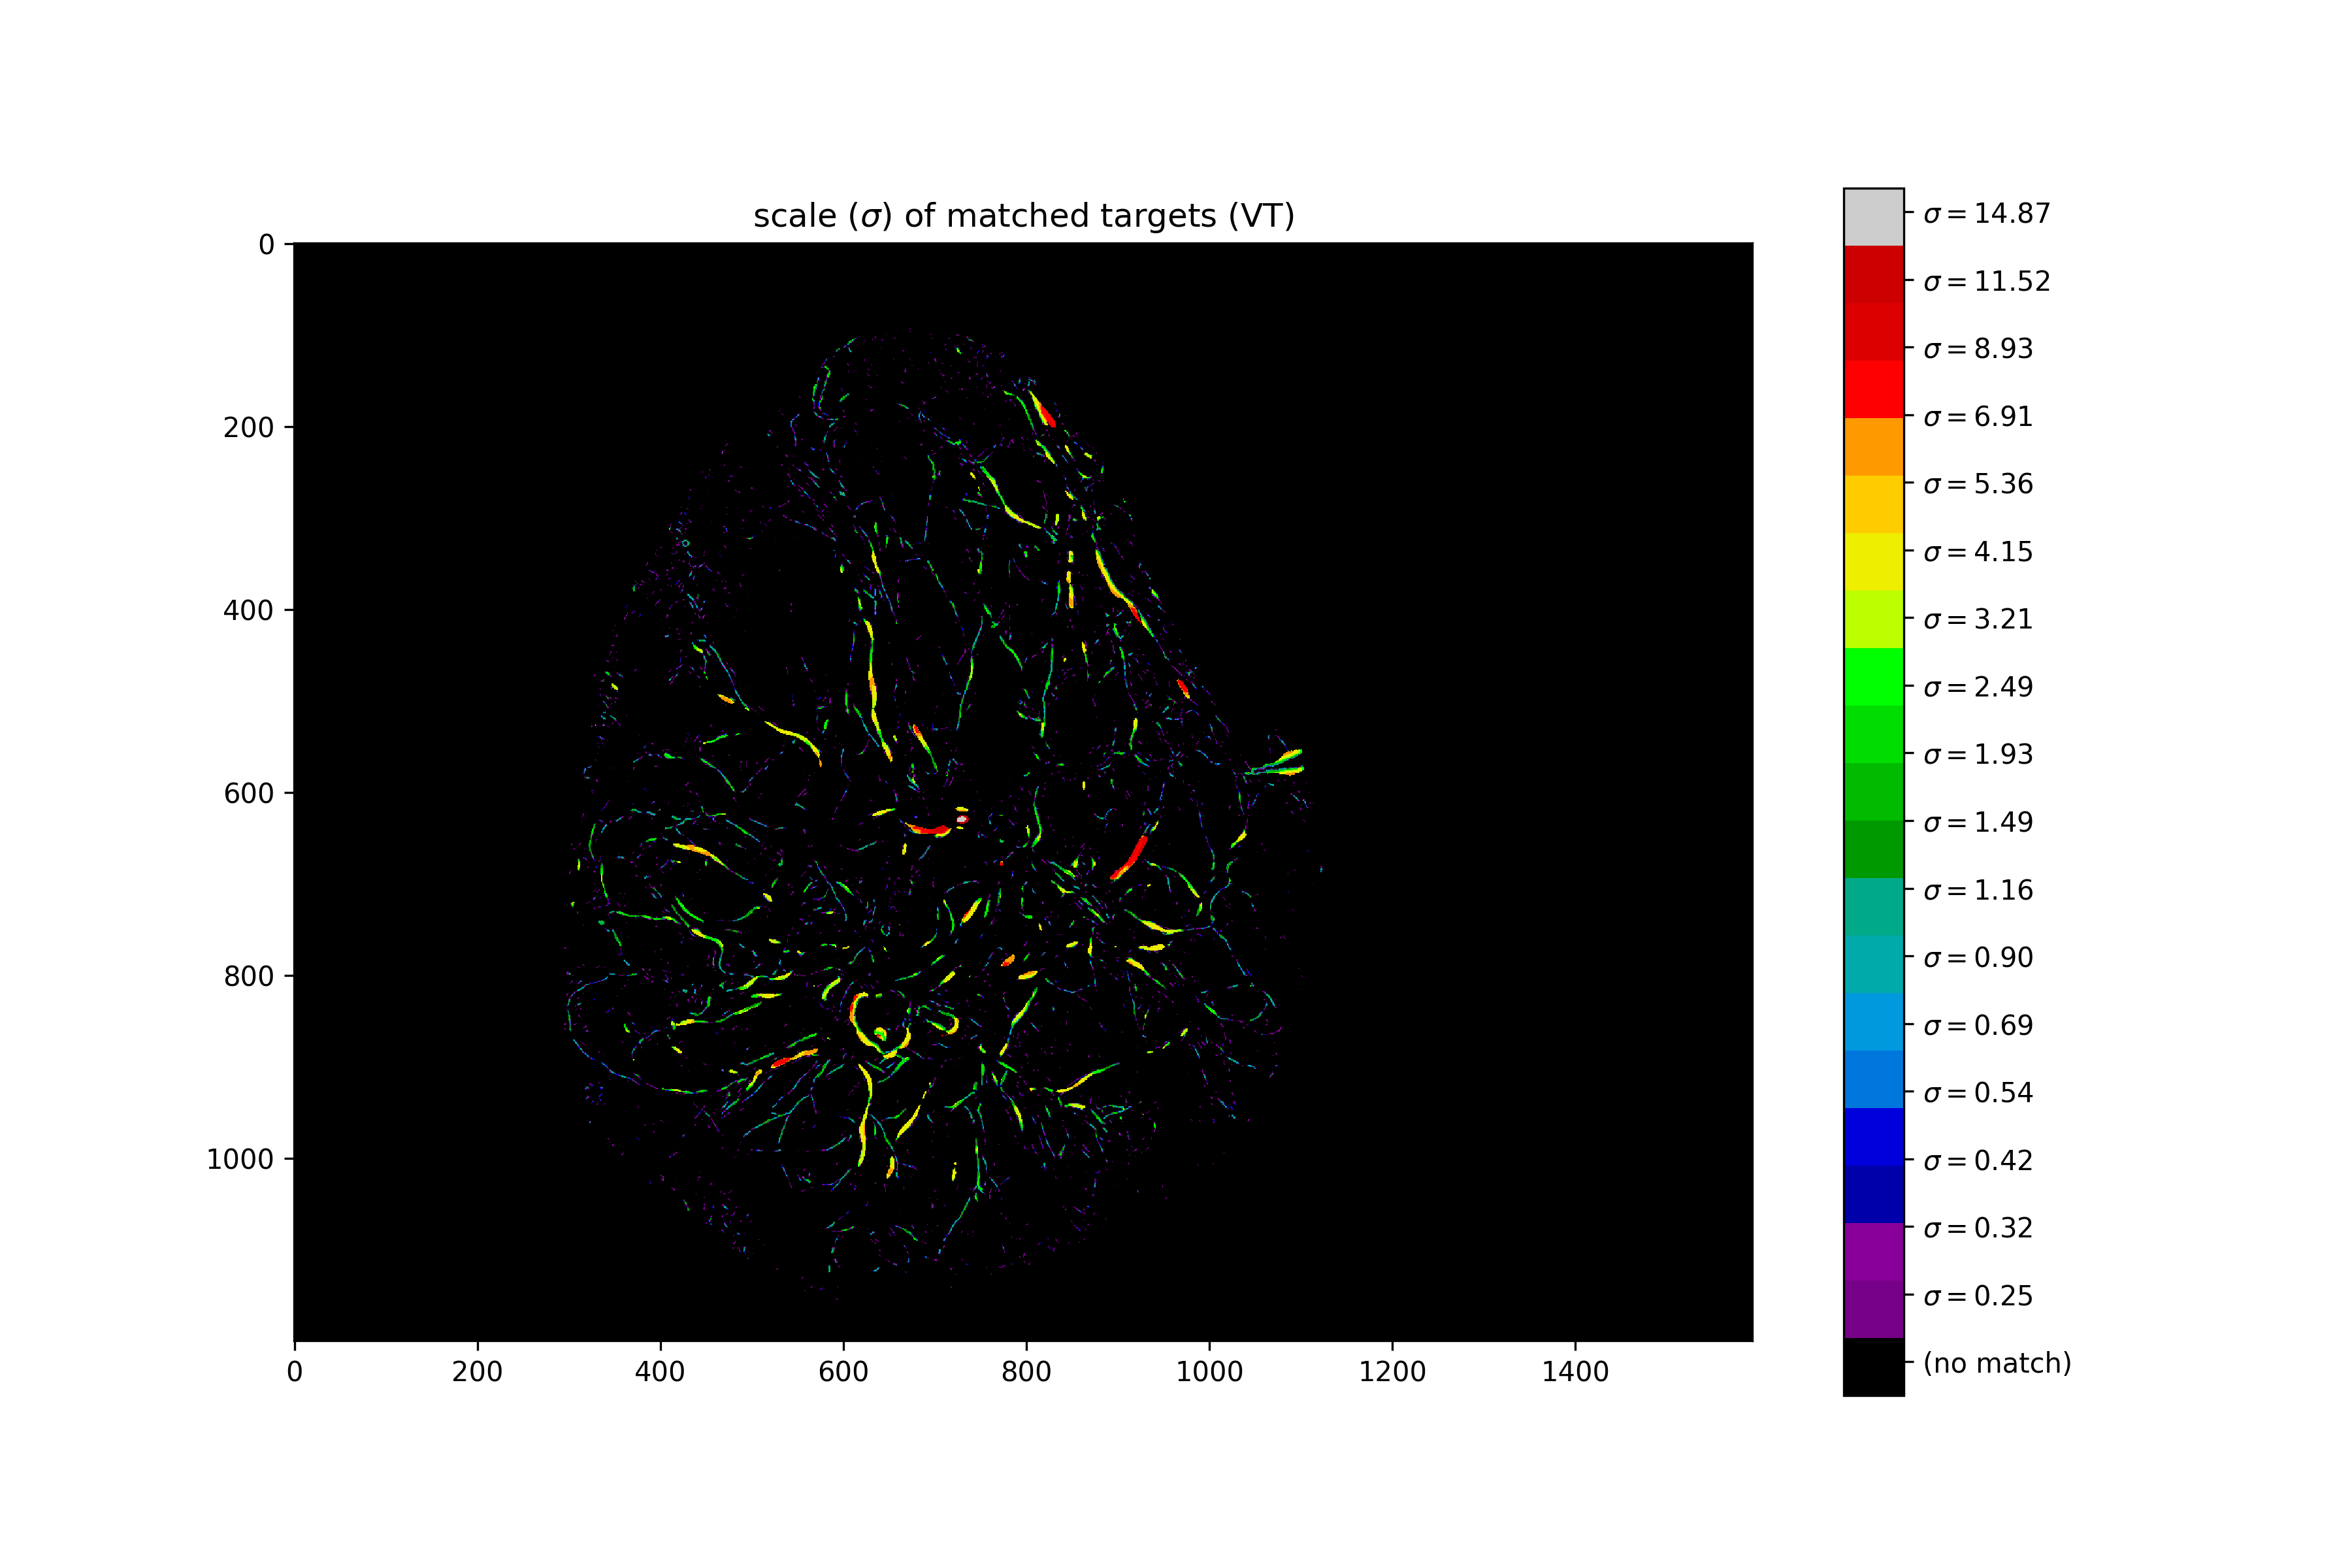 scale (σ) of matched targets (VT)
0
200
400
600
800
1000
0 200 400 600 800 1000 1200 1400
σ = 14.87
σ = 11.52
σ = 8.93
σ = 6.91
σ = 5.36
σ = 4.15
σ = 3.21
σ = 2.49
σ = 1.93
σ = 1.49
σ = 1.16
σ = 0.90
σ = 0.69
σ = 0.54
σ = 0.42
σ = 0.32
σ = 0.25
(no match)